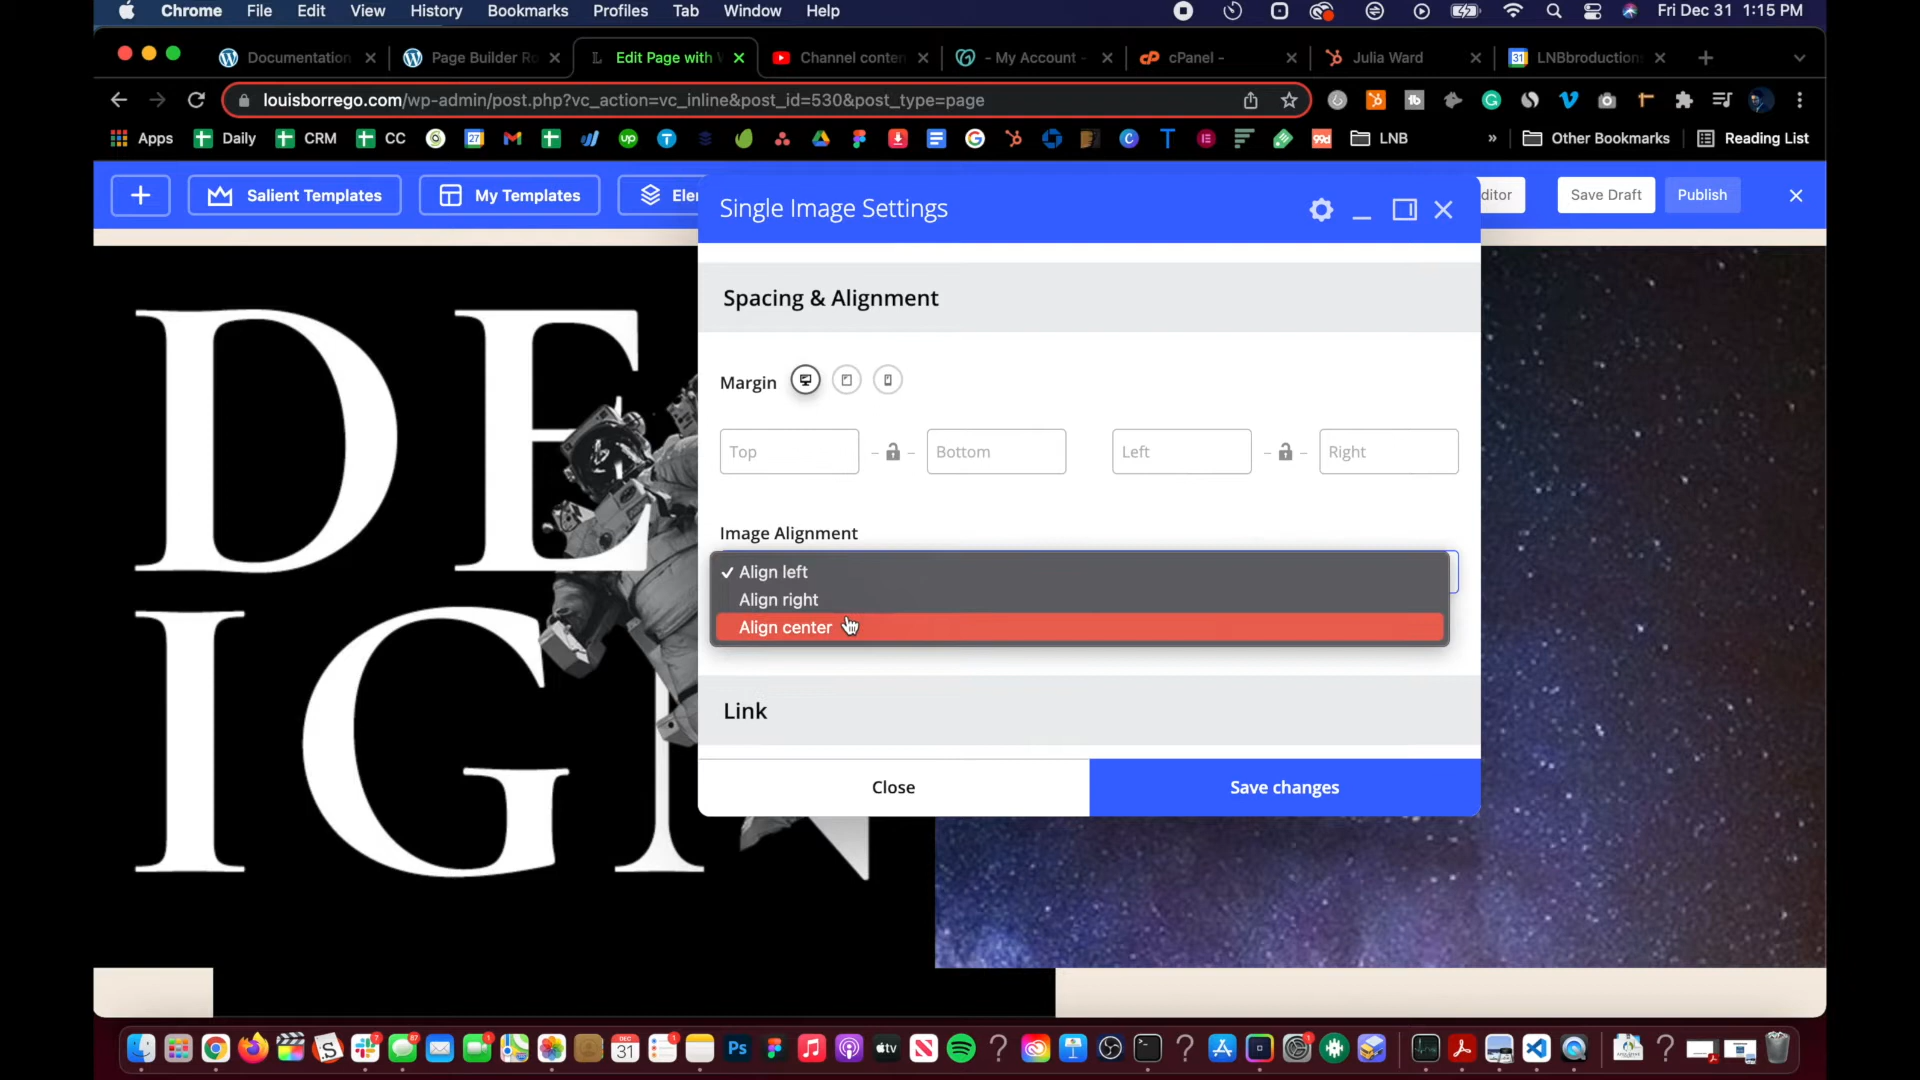 Chrome File Edit View History Bookmarks Profiles Tab Window Help Fri Dec 31 1:15 PM
Documentation Page Builder Ro Edit Page with Channel conten - My Account - cPanel - Julia Ward LNBbroduction
louisborrego.com/wp-admin/post.php?vc_action=vc_inline&post_id=530&post_type=page
Apps Daily CRM CC LNB » Other Bookmarks Reading List
Salient Templates My Templates Ele ditor Save Draft Publish
Single Image Settings
Spacing & Alignment
Margin
Top Bottom Left Right
Image Alignment
Align left
Align right
Align center
Link
Close Save changes
DE
IGN